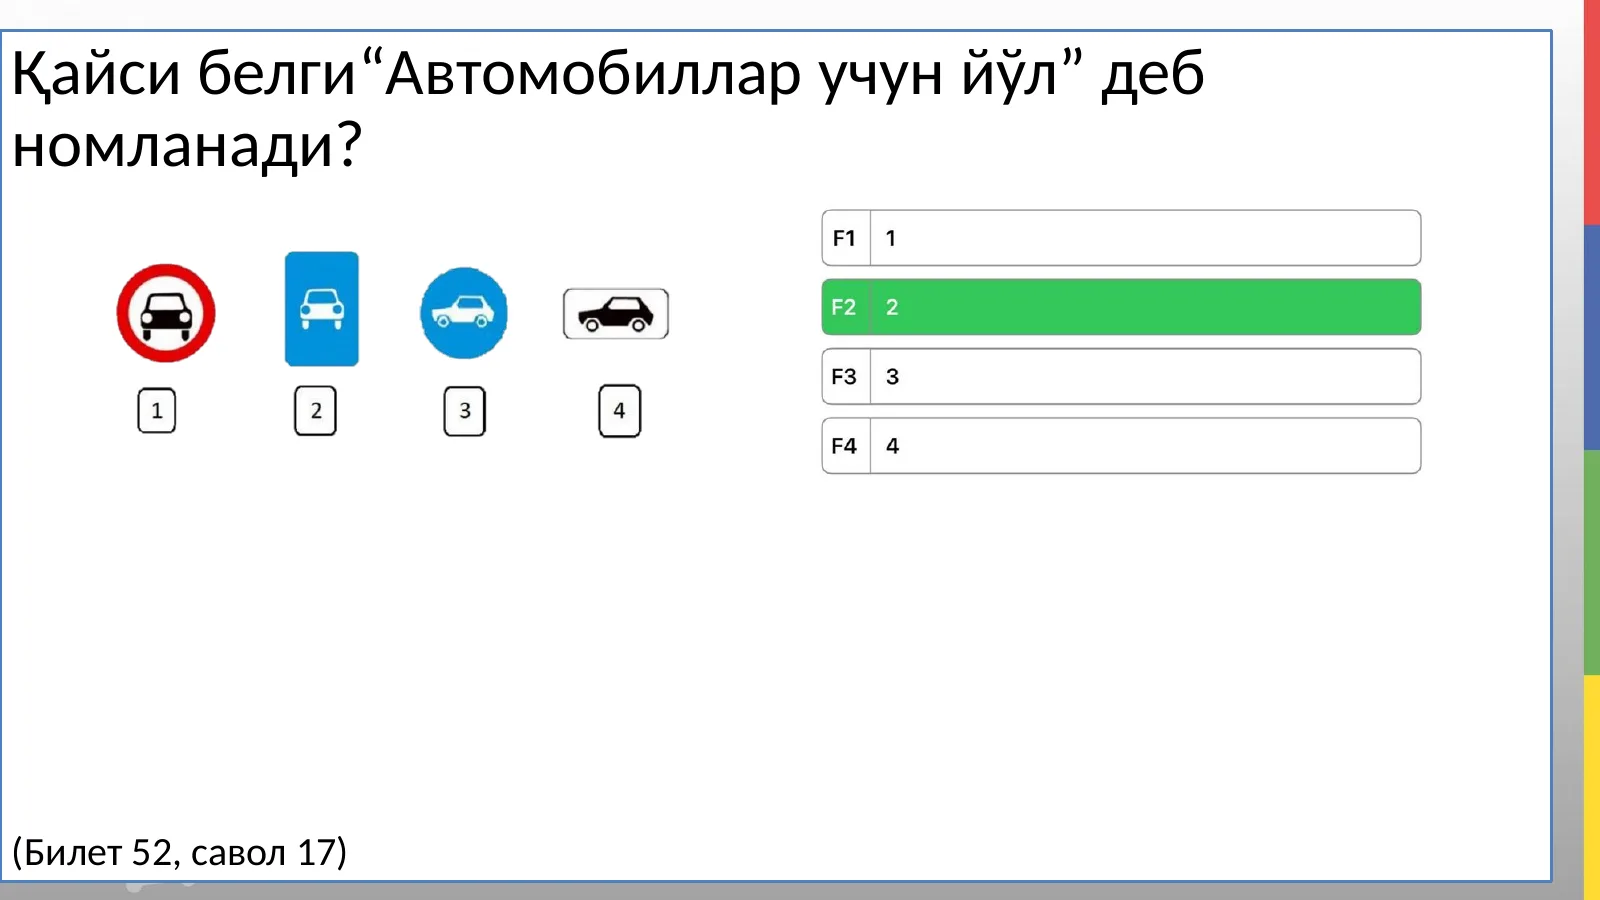 Қайси белги“Автомобиллар учун йўл” деб
номланади?
F1 1
F2 2
F3 3
F4 4
1 2 3 4
(Билет 52, савол 17)